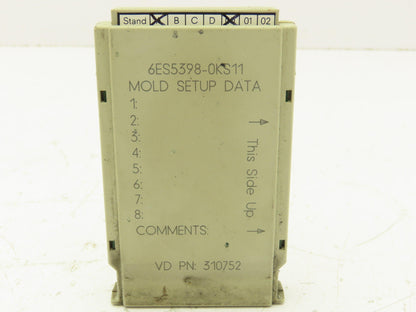 Stand B C D 01 02
6ES5398-0KS11
MOLD SETUP DATA
1:
2:
3:
4:
5:
6:
7:
8:
COMMENTS:
This Side Up
VD PN: 310752